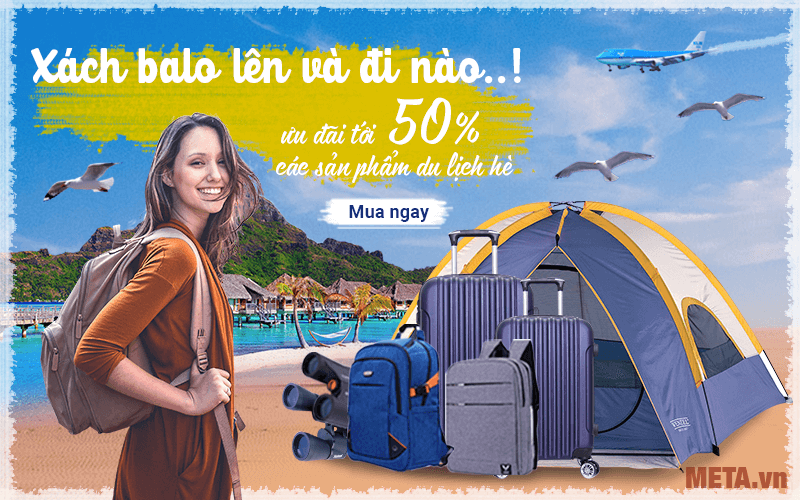 Xách balo lên và đi nào..!
ưu đãi tới 50%
các sản phẩm du lịch hè
Mua ngay
META.vn